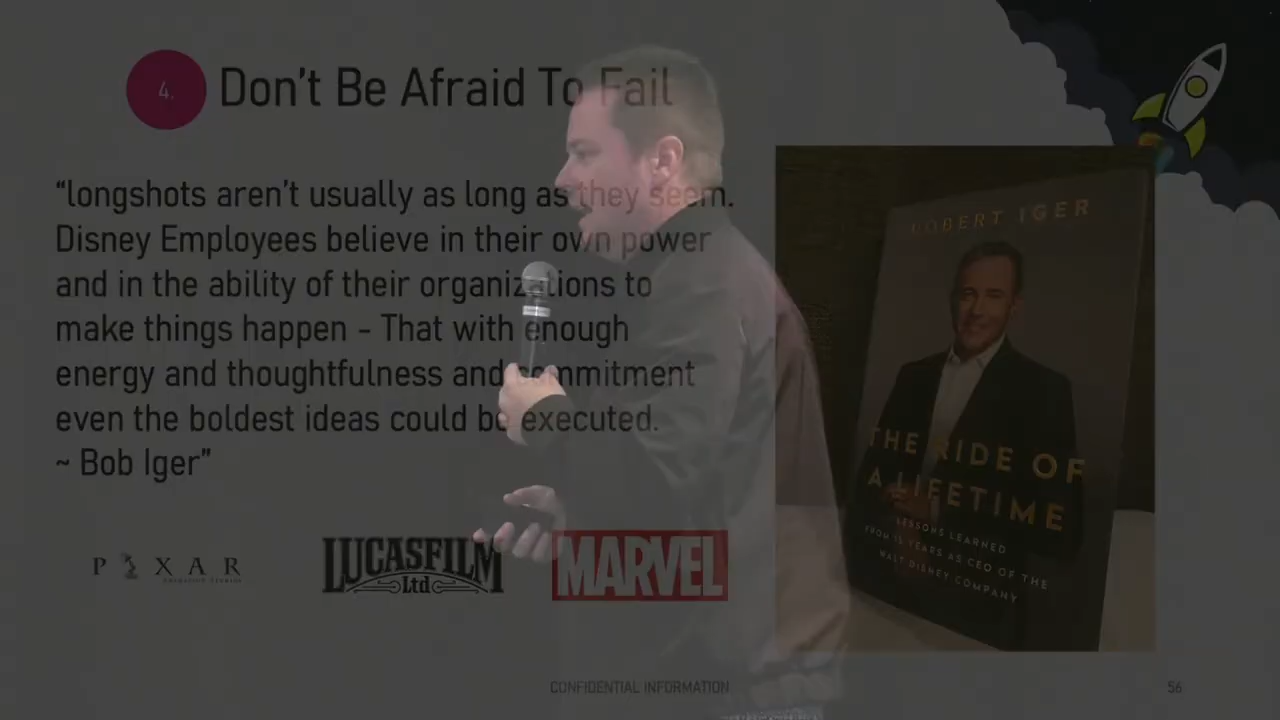 4.
Don't Be Afraid To Fail
“longshots aren't usually as long as they seem.
Disney Employees believe in their own power
and in the ability of their organizations to
make things happen - That with enough
energy and thoughtfulness and commitment
even the boldest ideas could be executed.
~ Bob Iger”
ROBERT IGER
THE RIDE OF
A LIFETIME
LESSONS LEARNED
FROM 15 YEARS AS CEO OF THE
WALT DISNEY COMPANY
PIXAR
LUCASFILM
Ltd
MARVEL
CONFIDENTIAL INFORMATION
56